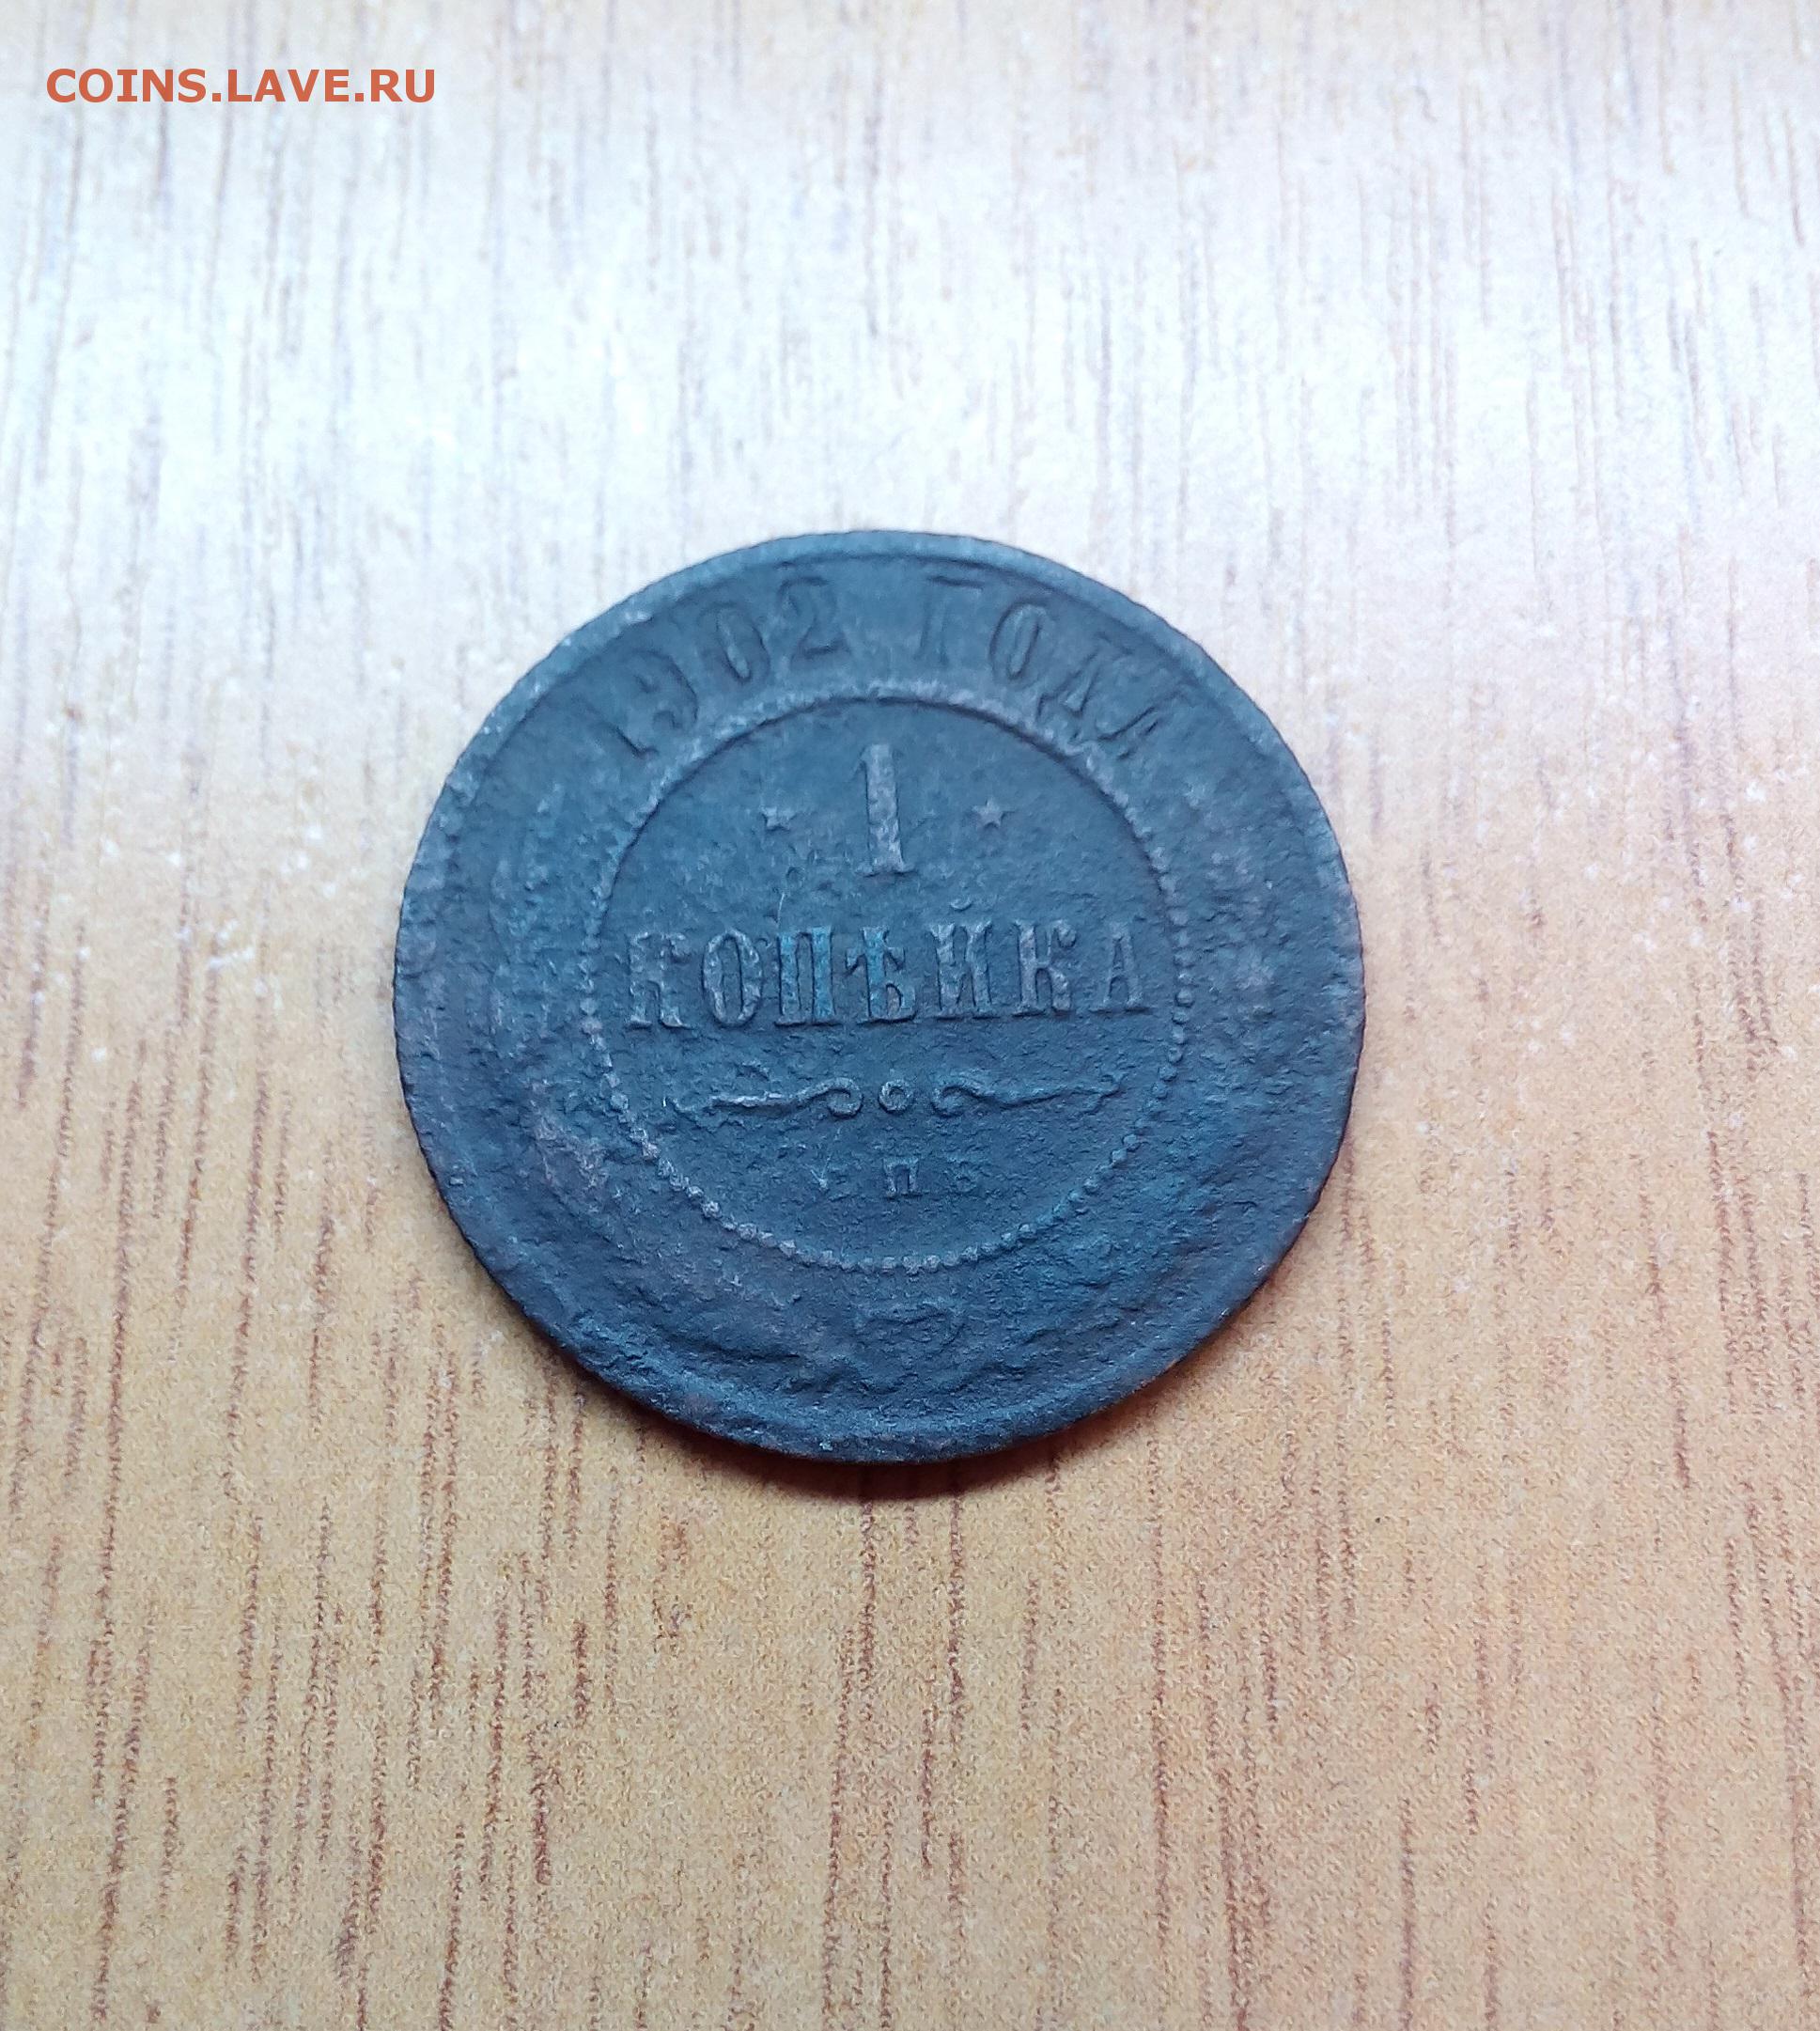 COINS.LAVE.RU
1902 ГОДА
1
КОПѢЙКА
С П Б